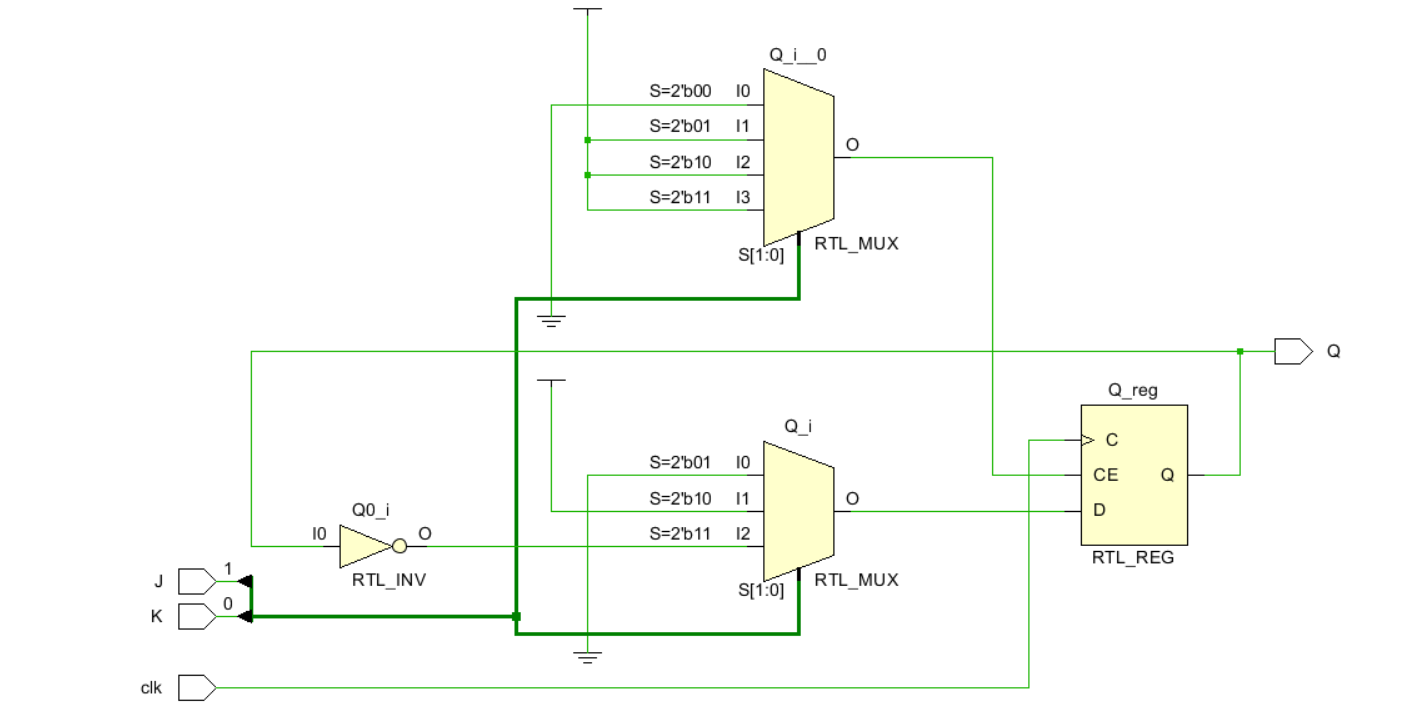 Q_i__0
S=2'b00 I0
S=2'b01 I1
S=2'b10 I2
S=2'b11 I3
O
S[1:0]
RTL_MUX
Q
Q_reg
C
CE
D
Q
RTL_REG
Q_i
S=2'b01 I0
S=2'b10 I1
S=2'b11 I2
O
S[1:0]
RTL_MUX
Q0_i
I0
O
RTL_INV
J
1
K
0
clk